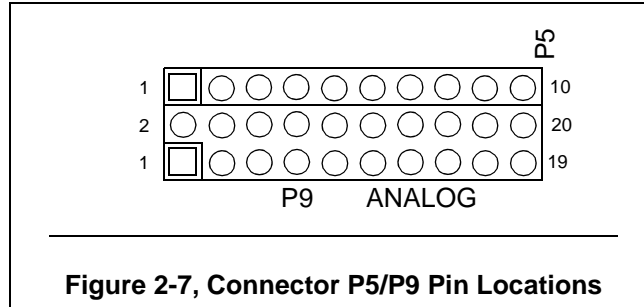 P5
1 10
2 20
1 19
P9 ANALOG
Figure 2-7, Connector P5/P9 Pin Locations